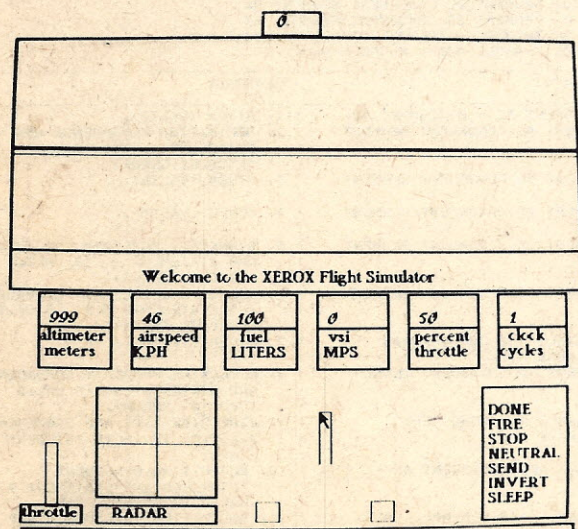 0
Welcome to the XEROX Flight Simulator
999 46 100 0 50 1
altimeter airspeed fuel vsi percent clock
meters KPH LITERS MPS throttle cycles
DONE
FIRE
STOP
NEUTRAL
SEND
INVERT
SLEEP
throttle RADAR